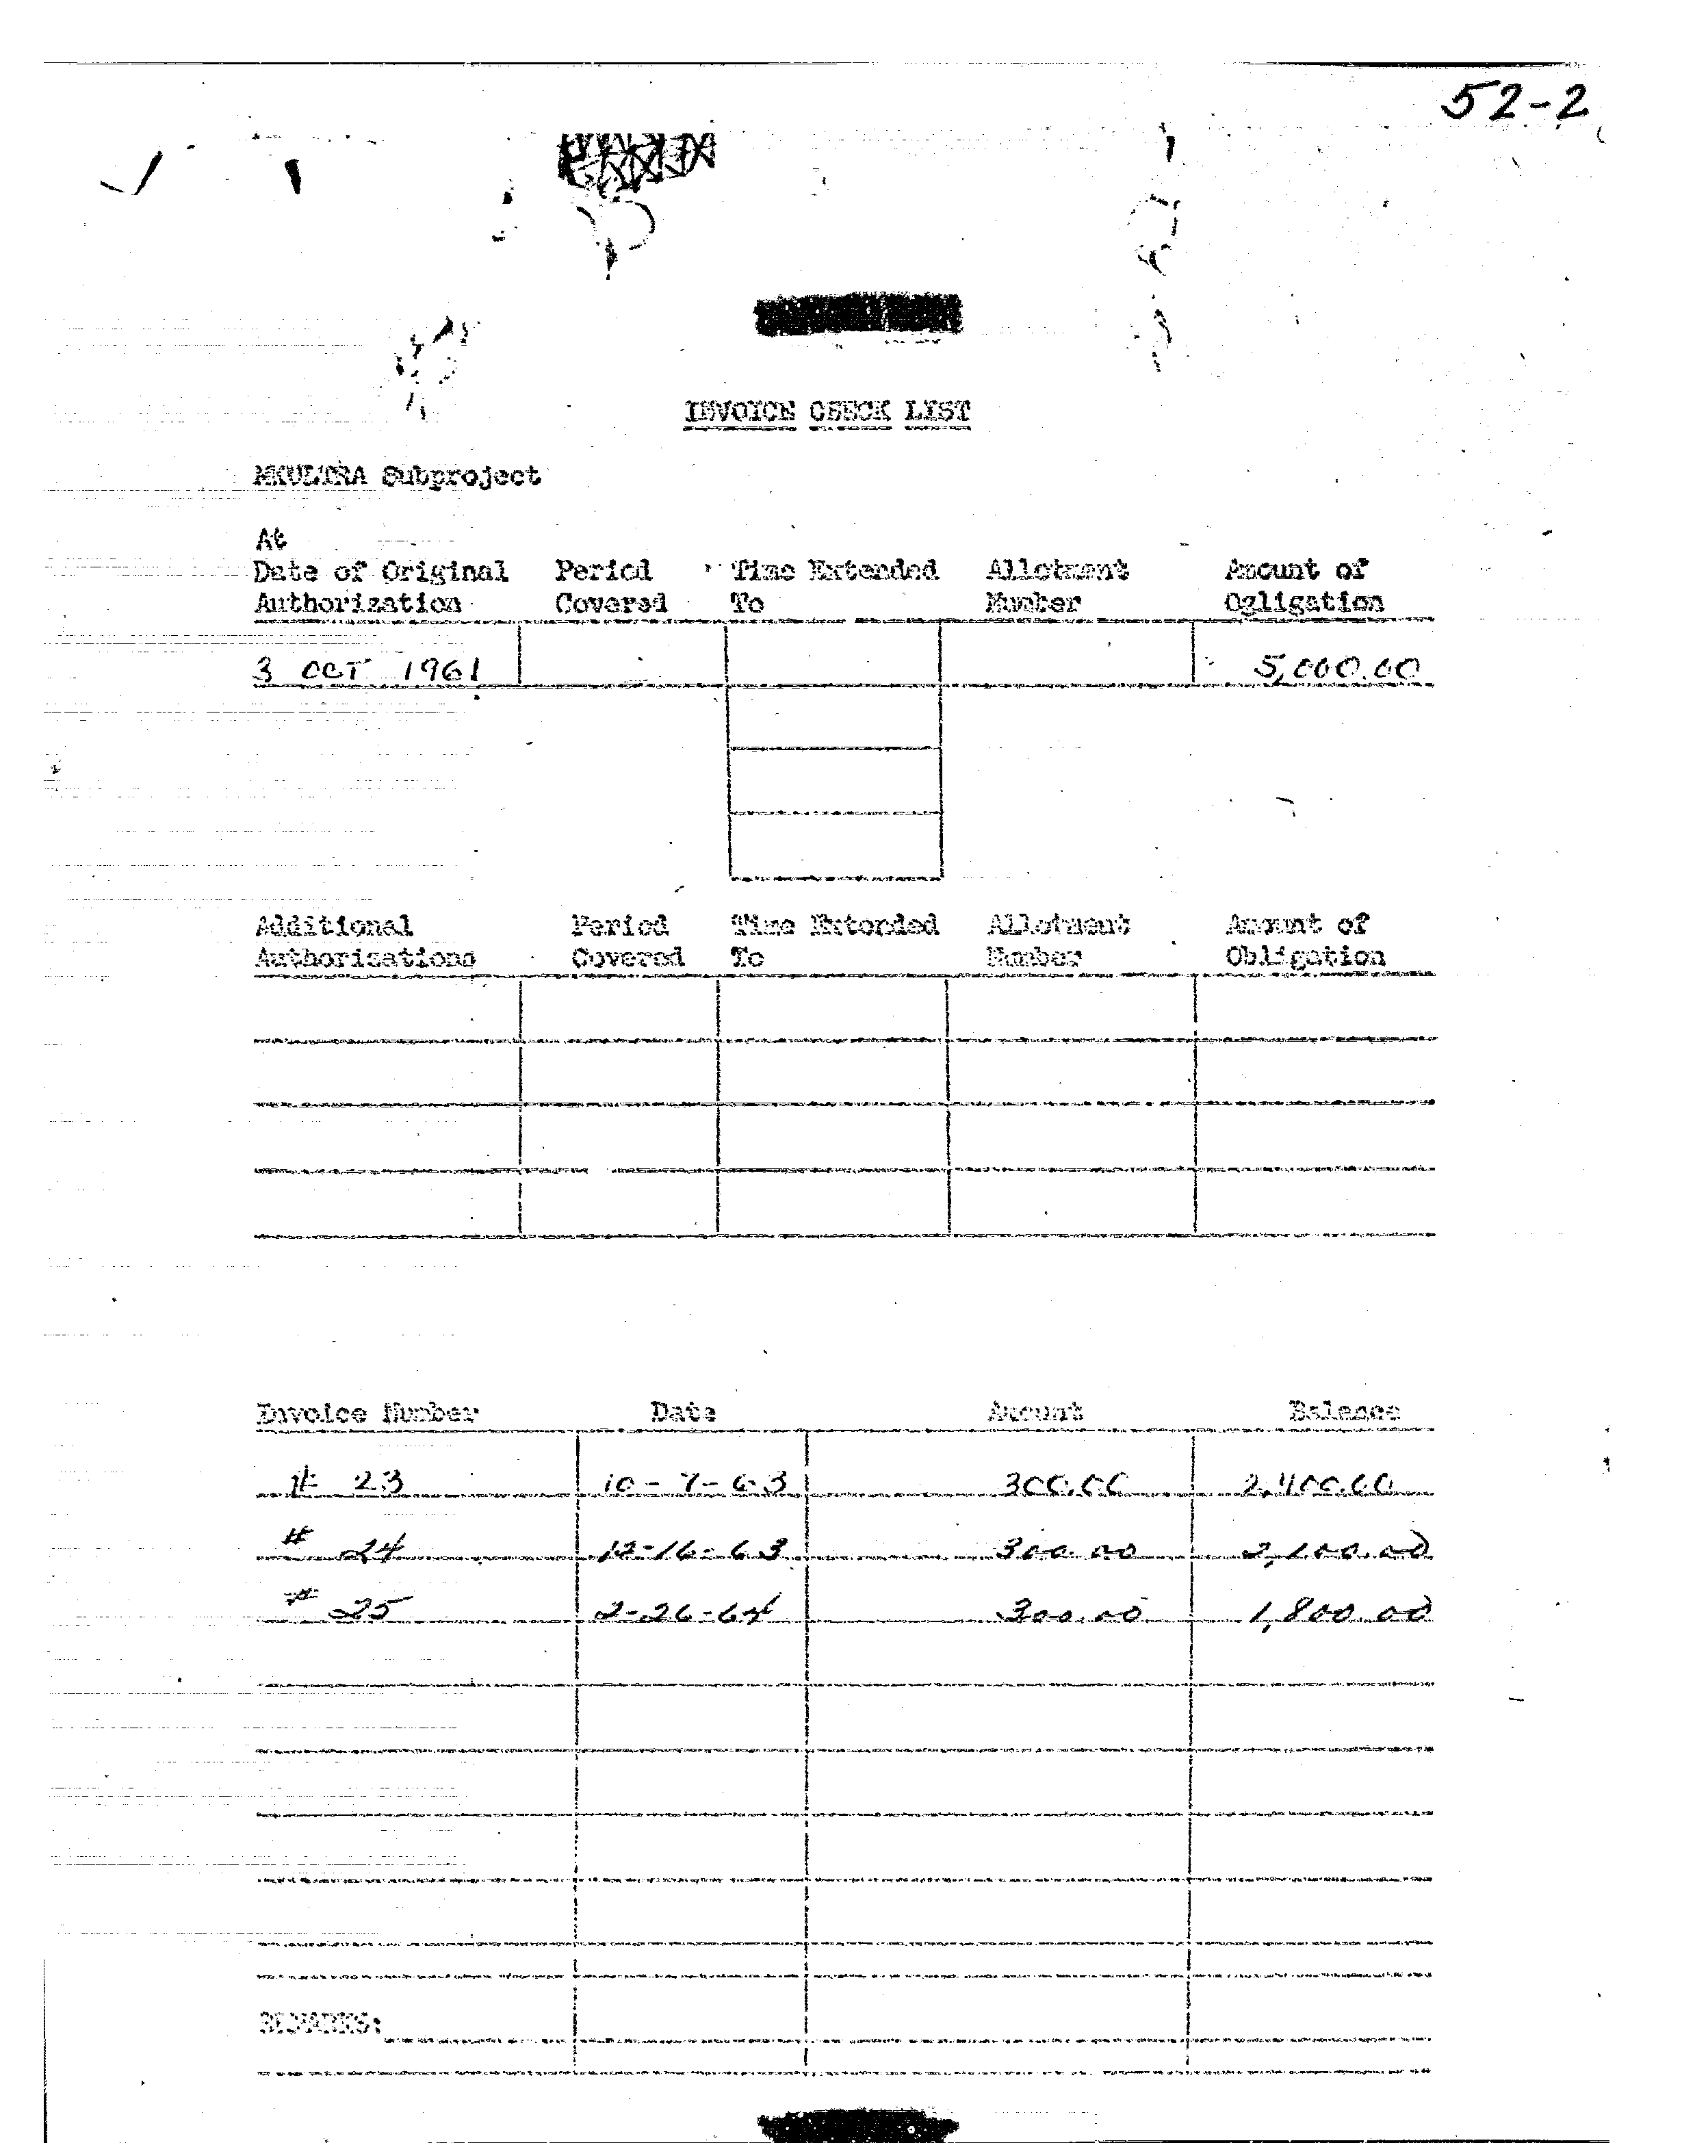 52-2
INVOICE CHECK LIST
MKULTRA Subproject
At
Date of Original Period Time Extended Allotment Amount of
Authorization Covered To Number Ogligation
3 OCT 1961 5,000.00
Additional Period Time Extended Allotment Amount of
Authorizations Covered To Number Obligation
Invoice Number Date Amount Balance
# 23 10-7-63 300.00 2,400.00
# 24 12-16-63 300.00 2,100.00
# 25 2-26-64 300.00 1,800.00
REMARKS: